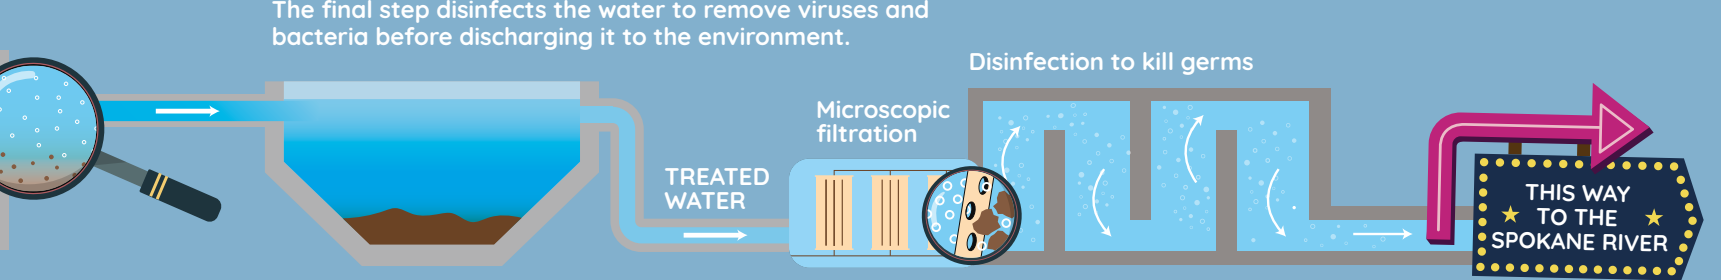 The final step disinfects the water to remove viruses and
bacteria before discharging it to the environment.
Disinfection to kill germs
Microscopic
filtration
TREATED
WATER
THIS WAY
TO THE
SPOKANE RIVER